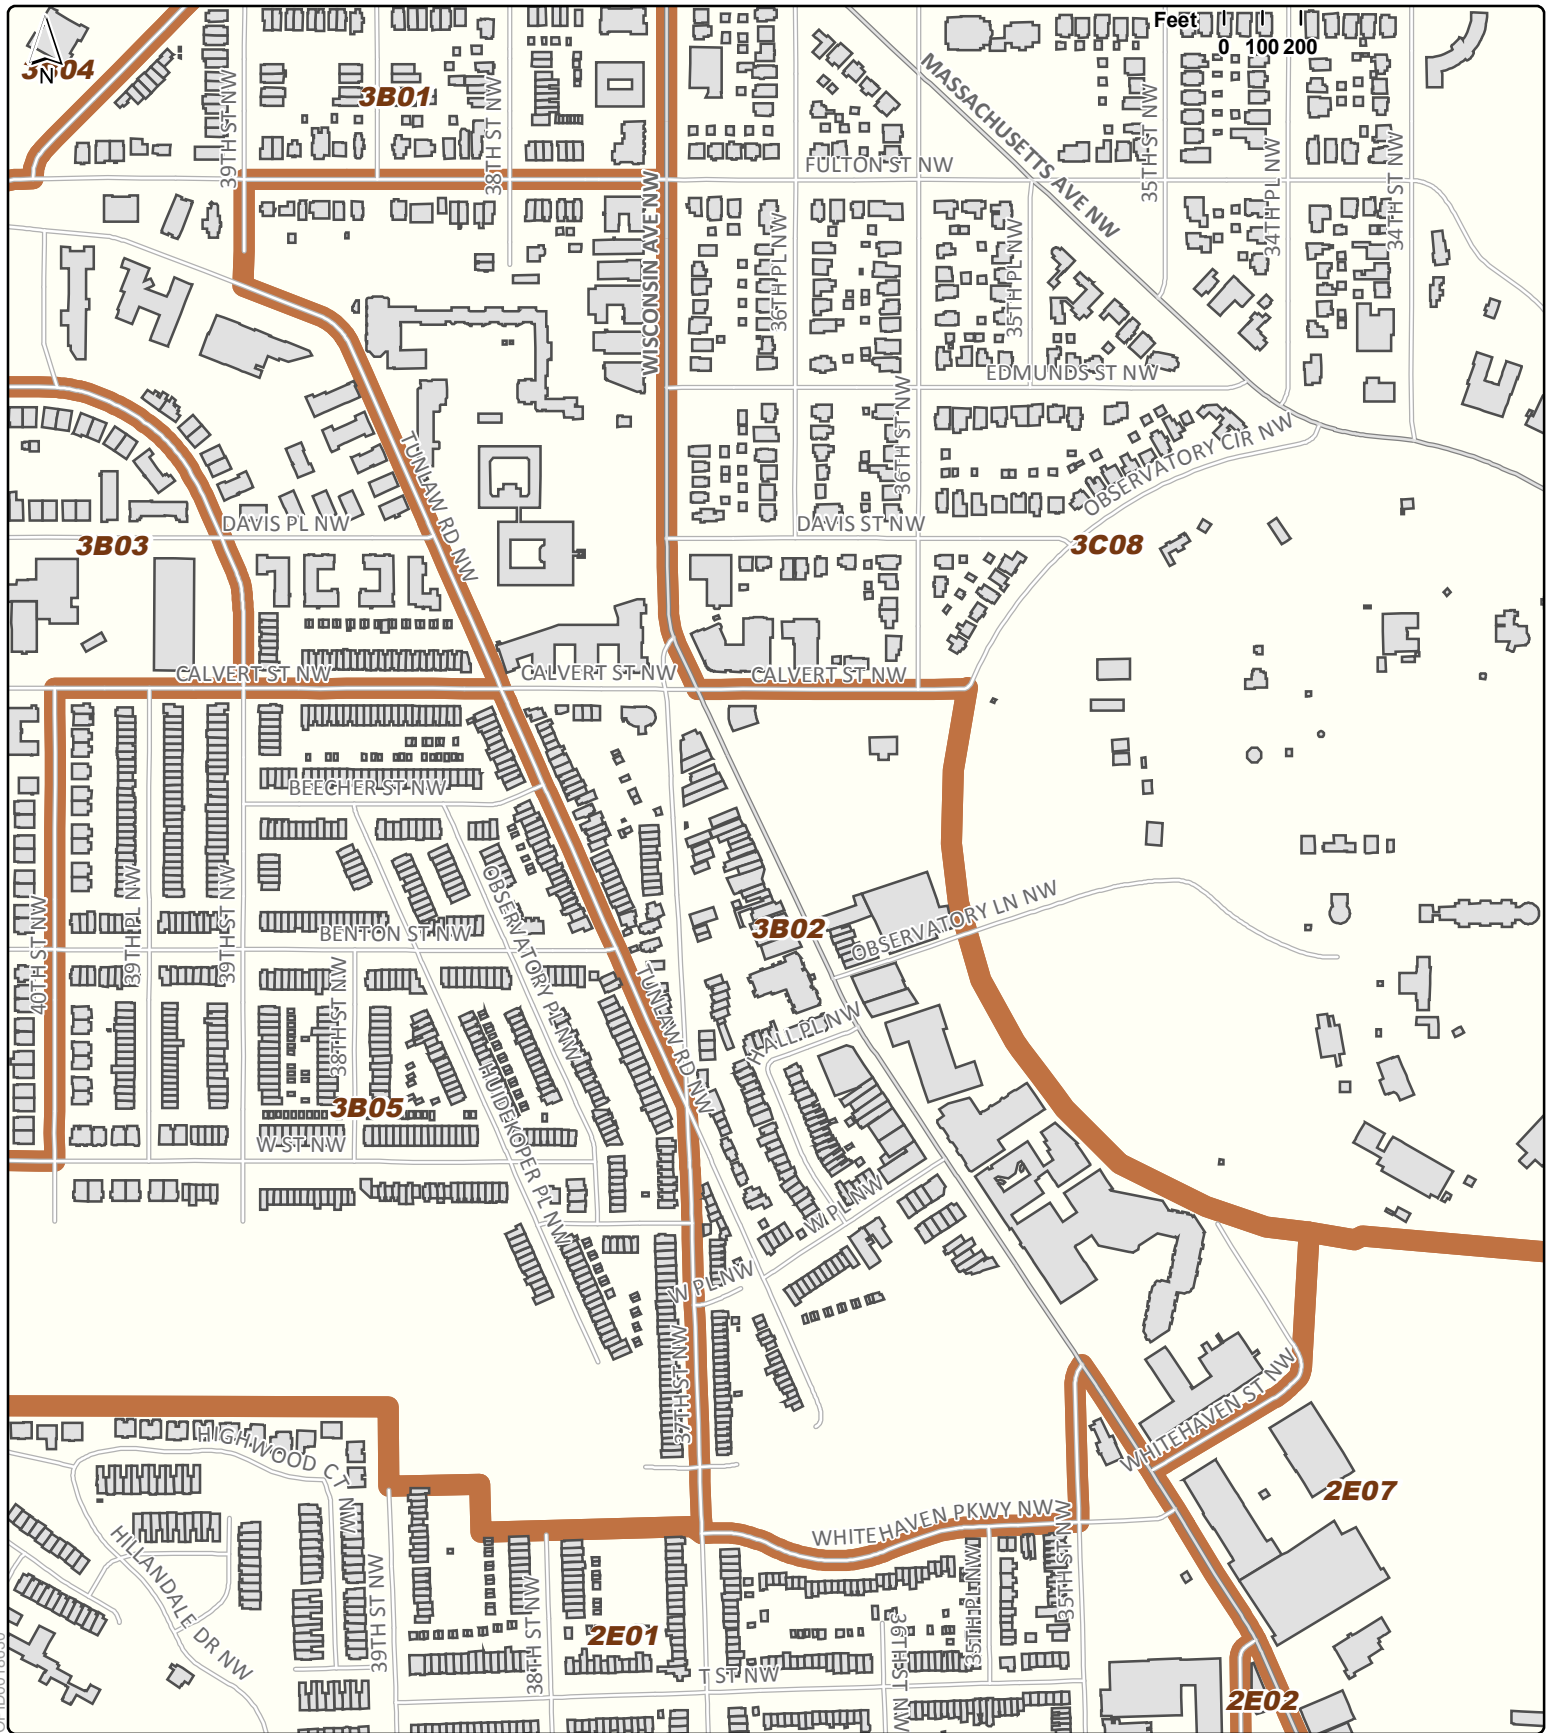 Feet
0 100 200
N
3B01
39TH ST NW
38TH ST NW
MASSACHUSETTS AVE NW
35TH ST NW
34TH PL NW
34TH ST NW
FULTON ST NW
WISCONSIN AVE NW
36TH PL NW
35TH PL NW
EDMUNDS ST NW
36TH ST NW
OBSERVATORY CIR NW
TUNLAW RD NW
DAVIS PL NW
DAVIS ST NW
3B03
3C08
CALVERT ST NW
CALVERT ST NW
CALVERT ST NW
BEECHER ST NW
40TH ST NW
39TH PL NW
39TH ST NW
OBSERVATORY PL NW
BENTON ST NW
3B02
OBSERVATORY LN NW
38TH ST NW
TUNLAW RD NW
HALL PL NW
3B05
HUIDEKOPER PL NW
W ST NW
W PL NW
W PL NW
37TH ST NW
WHITEHAVEN ST NW
HIGHWOOD CT NW
2E07
WHITEHAVEN PKWY NW
HILLANDALE DR NW
39TH ST NW
38TH ST NW
35TH PL NW
35TH ST NW
2E01
36TH ST NW
T ST NW
2E02